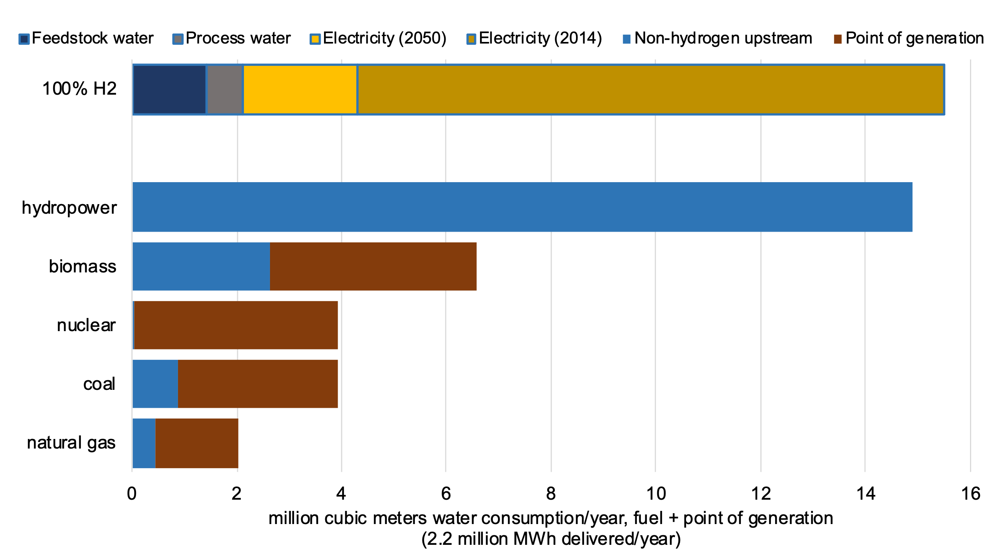 Feedstock water Process water Electricity (2050) Electricity (2014) Non-hydrogen upstream Point of generation
100% H2
hydropower
biomass
nuclear
coal
natural gas
0 2 4 6 8 10 12 14 16
million cubic meters water consumption/year, fuel + point of generation
(2.2 million MWh delivered/year)